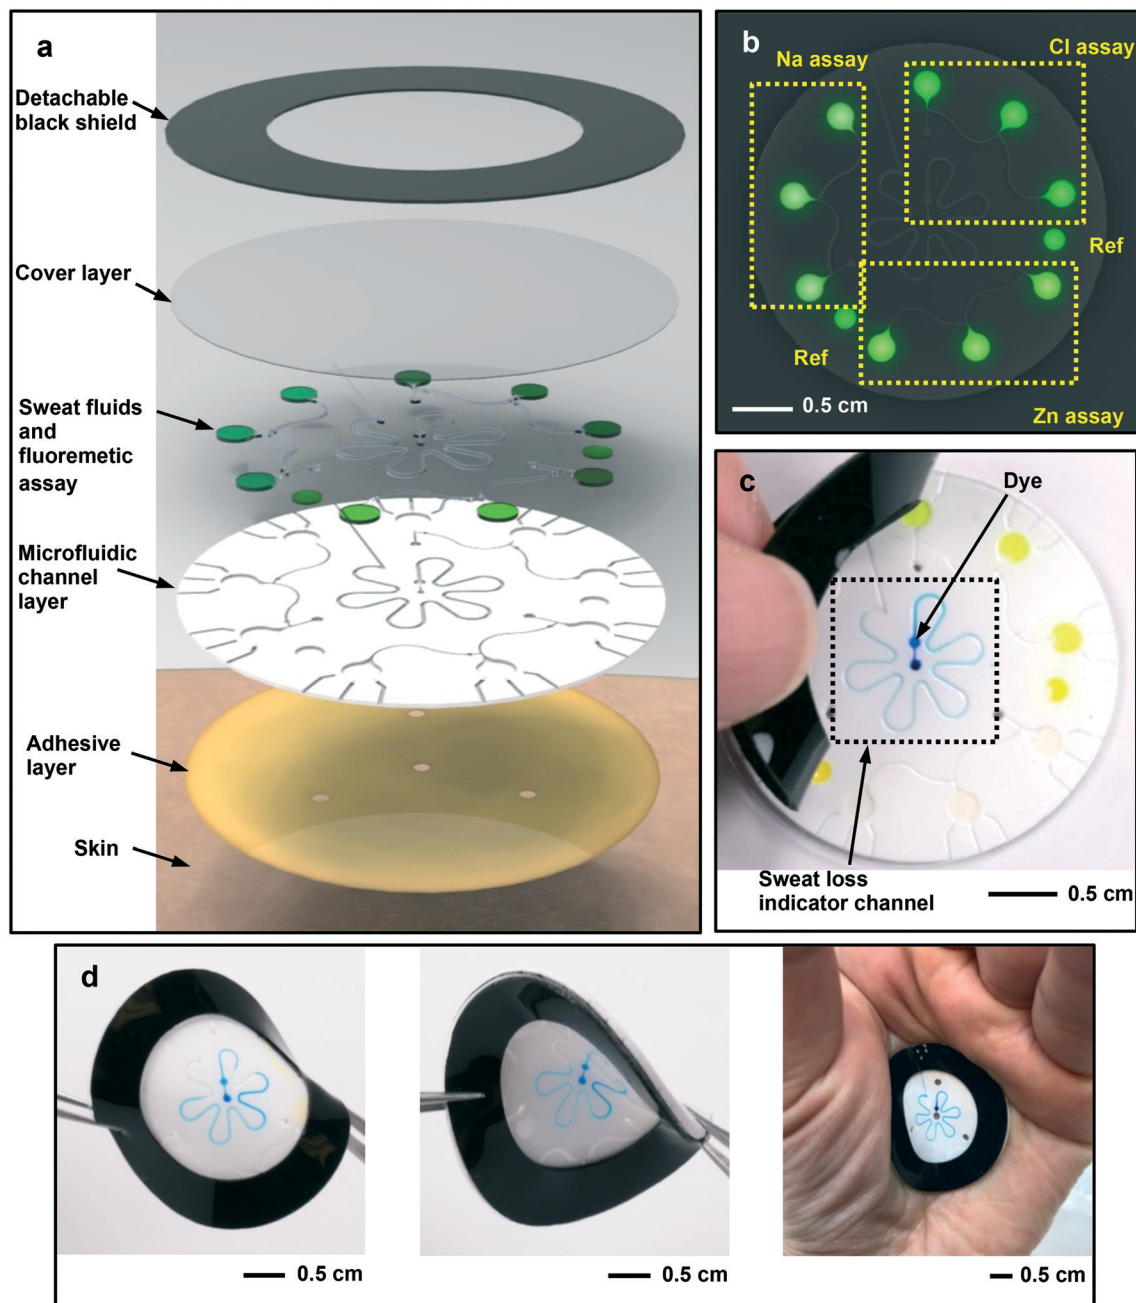 a
Detachable
black shield
Cover layer
Sweat fluids
and
fluoremetic
assay
Microfluidic
channel
layer
Adhesive
layer
Skin
b
Na assay
Cl assay
Ref
Ref
Zn assay
0.5 cm
c
Dye
Sweat loss
indicator channel
0.5 cm
d
0.5 cm
0.5 cm
0.5 cm